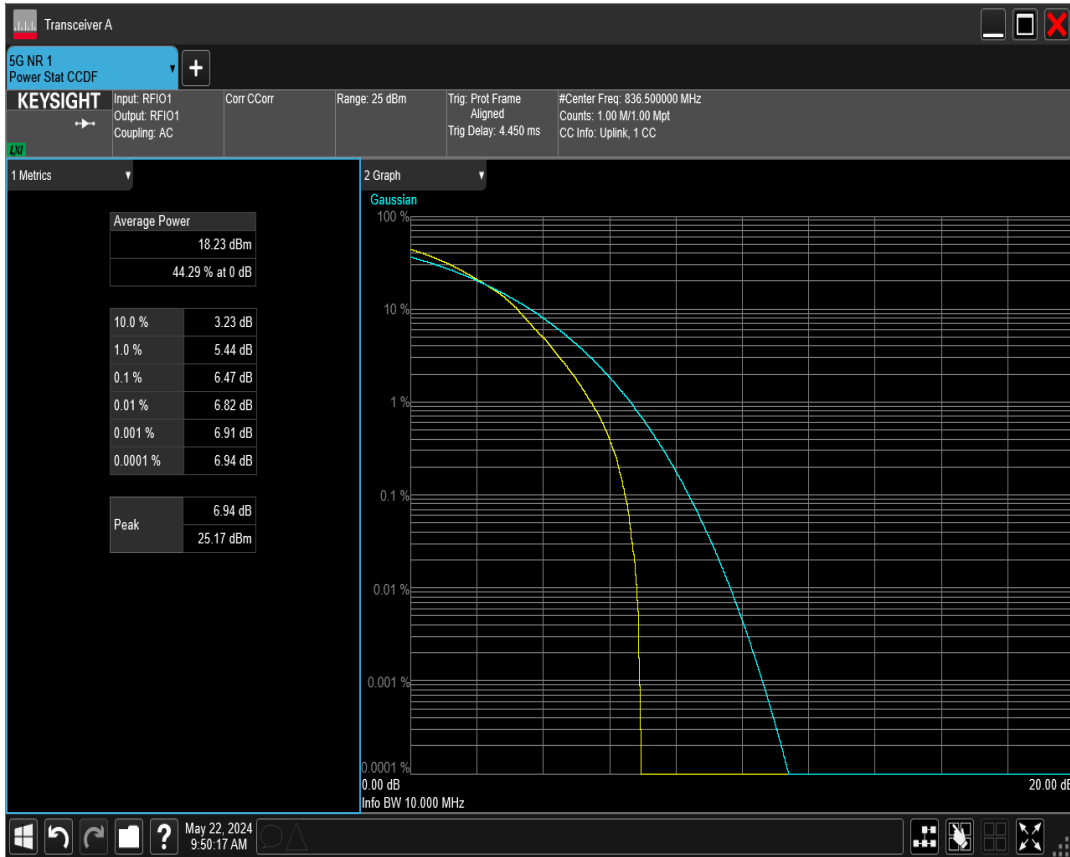 Transceiver A
5G NR 1
Power Stat CCDF
+
KEYSIGHT
LXI
Input: RFIO1
Output: RFIO1
Coupling: AC
Corr CCorr
Range: 25 dBm
Trig: Prot Frame
Aligned
Trig Delay: 4.450 ms
#Center Freq: 836.500000 MHz
Counts: 1.00 M/1.00 Mpt
CC Info: Uplink, 1 CC
1 Metrics
Average Power
18.23 dBm
44.29 % at 0 dB
10.0 % 3.23 dB
1.0 % 5.44 dB
0.1 % 6.47 dB
0.01 % 6.82 dB
0.001 % 6.91 dB
0.0001 % 6.94 dB
Peak
6.94 dB
25.17 dBm
2 Graph
Gaussian
100 %
10 %
1 %
0.1 %
0.01 %
0.001 %
0.0001 %
0.00 dB 20.00 dB
Info BW 10.000 MHz
?
May 22, 2024
9:50:17 AM